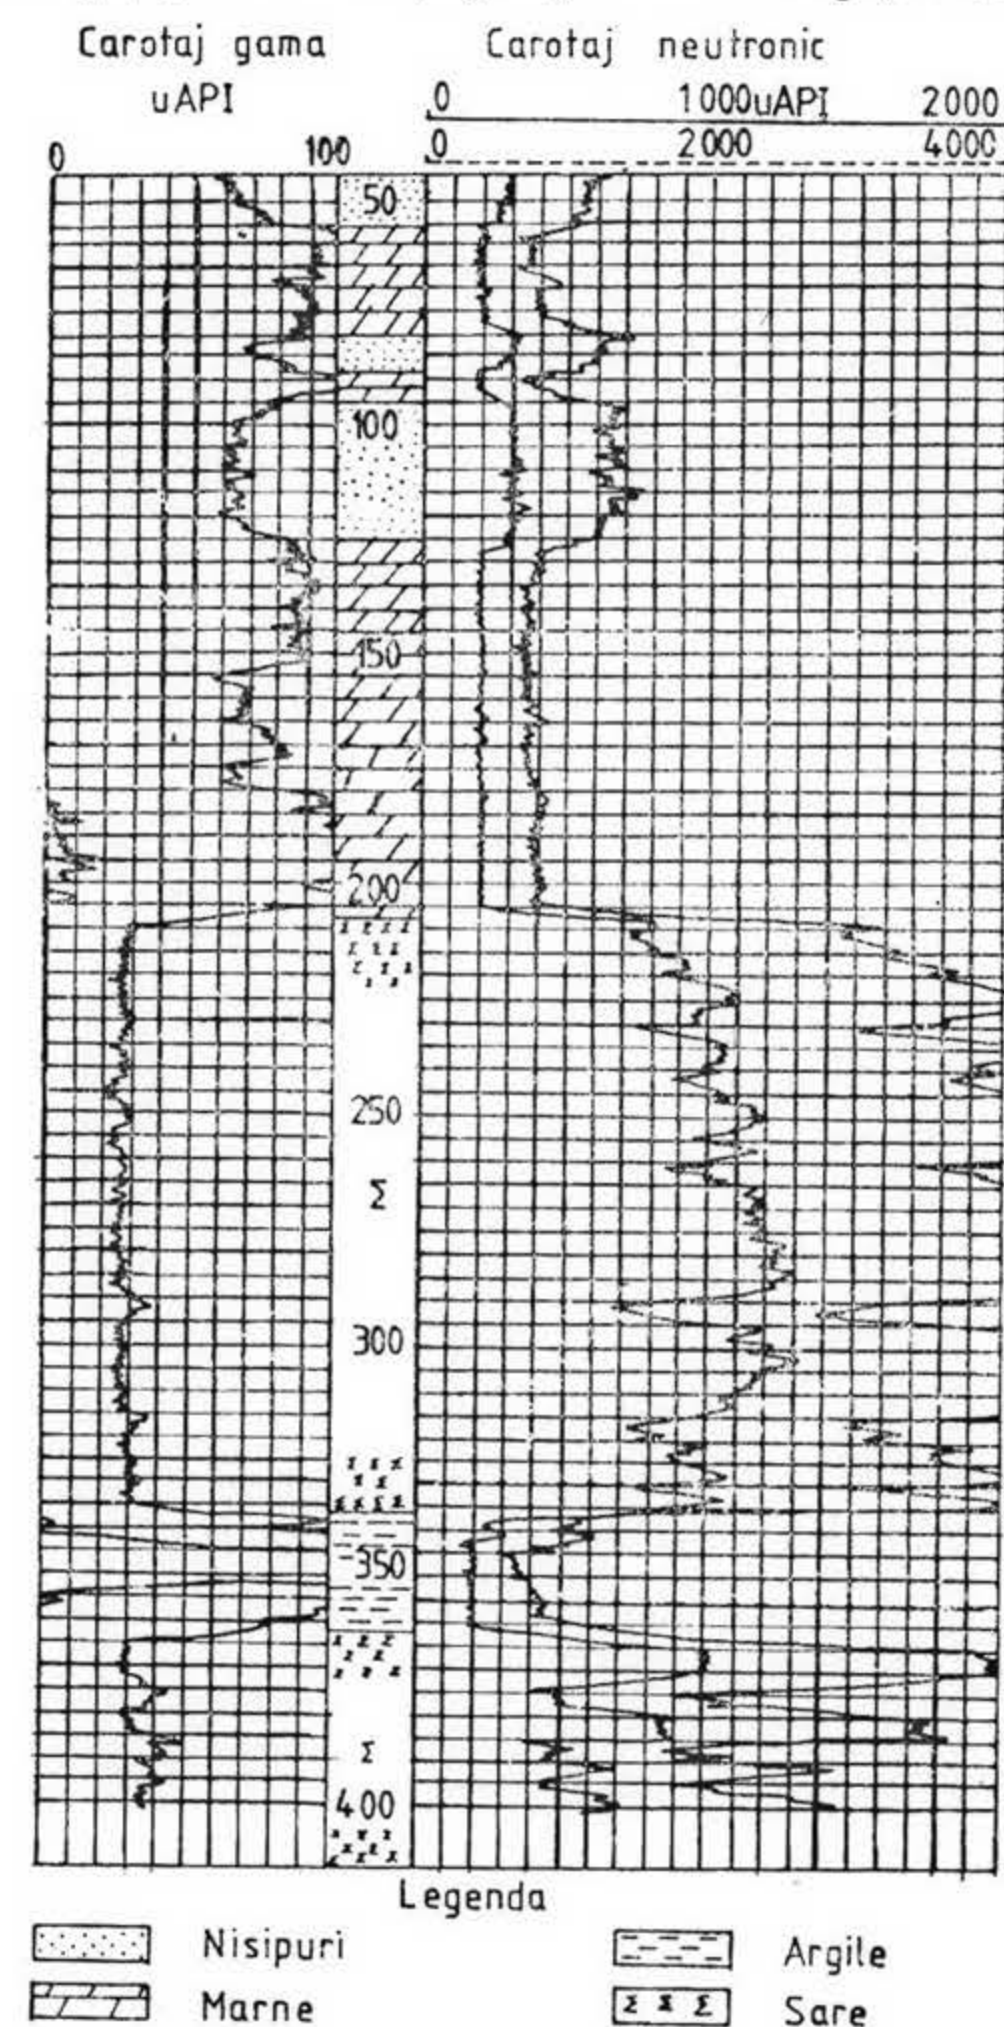 Carotaj gama Carotaj neutronic
uAPI 0 1000uAPI 2000
0 100 0 2000 4000
50
100
150
200
250
Σ
300
350
Σ
400
Legenda
Nisipuri Argile
Marne Σ Σ Σ Sare